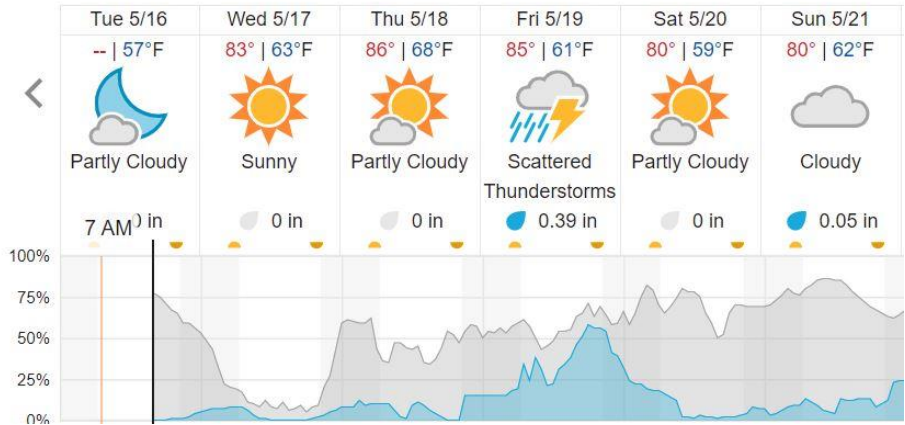 Tue 5/16 Wed 5/17 Thu 5/18 Fri 5/19 Sat 5/20 Sun 5/21
-- | 57°F 83° | 63°F 86° | 68°F 85° | 61°F 80° | 59°F 80° | 62°F
Partly Cloudy Sunny Partly Cloudy Scattered Partly Cloudy Cloudy
Thunderstorms
7 AM 0 in 0 in 0 in 0.39 in 0 in 0.05 in
100%
75%
50%
25%
0%